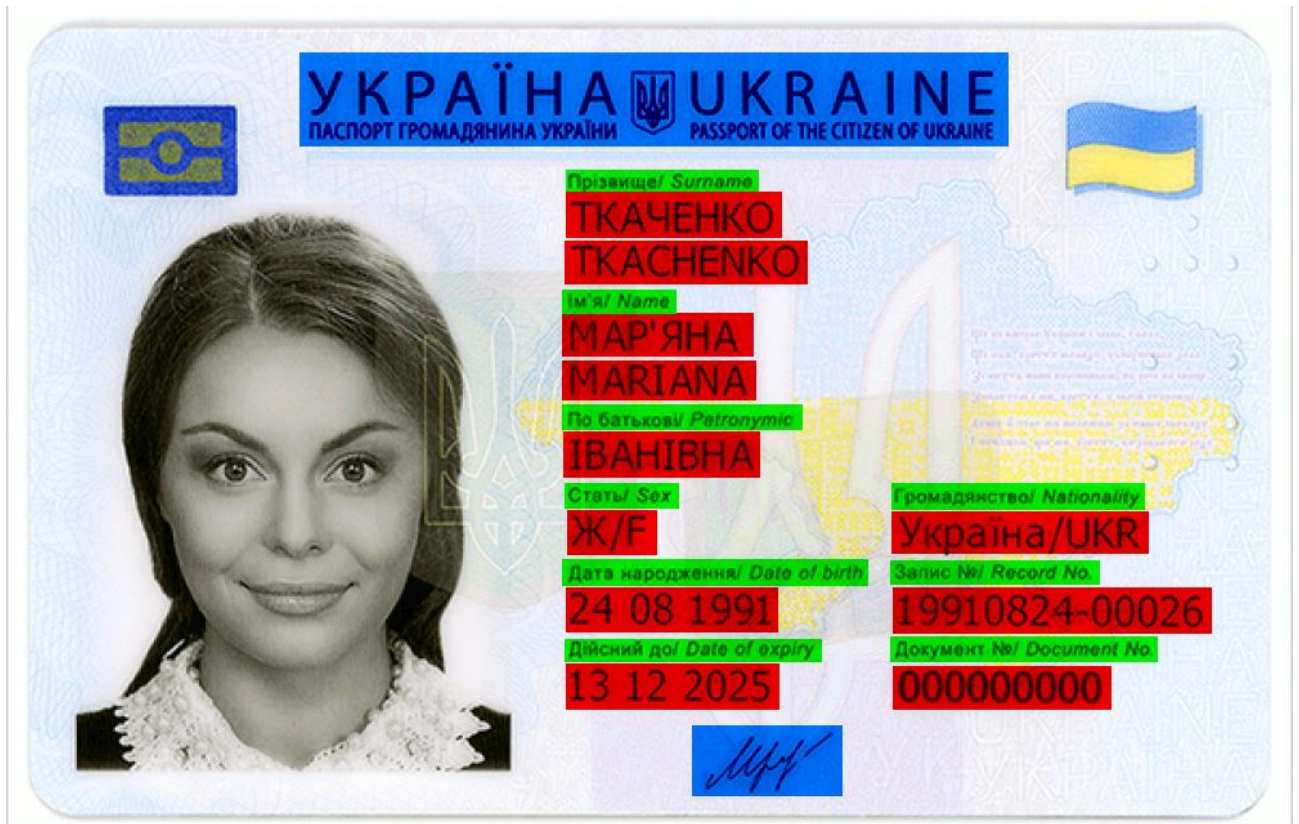 УКРАЇНА UKRAINE
ПАСПОРТ ГРОМАДЯНИНА УКРАЇНИ PASSPORT OF THE CITIZEN OF UKRAINE
Прізвище/ Surname
ТКАЧЕНКО
TKACHENKO
Ім'я/ Name
МАР'ЯНА
MARIANA
По батькові/ Patronymic
ІВАНІВНА
Стать/ Sex Громадянство/ Nationality
Ж/F Україна/UKR
Дата народження/ Date of birth Запис №/ Record No.
24 08 1991 19910824-00026
Дійсний до/ Date of expiry Документ №/ Document No.
13 12 2025 000000000